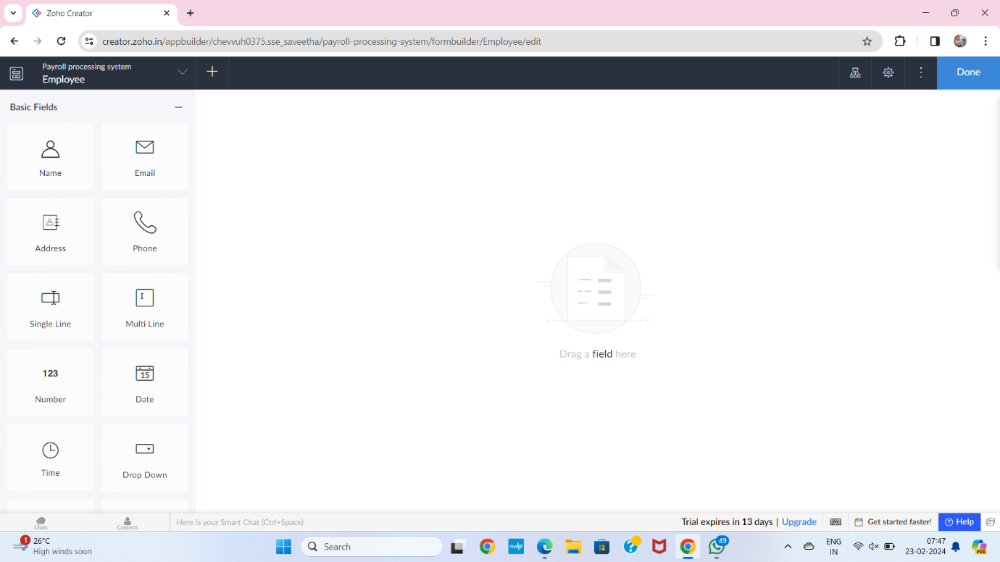 Zoho Creator
creator.zoho.in/appbuilder/chevvuh0375.sse_saveetha/payroll-processing-system/formbuilder/Employee/edit
Payroll processing system
Employee
Done
Basic Fields
Name
Email
Address
Phone
Single Line
Multi Line
123
Number
15
Date
Time
Drop Down
Drag a field here
Chats
Contacts
Here is your Smart Chat (Ctrl+Space)
Trial expires in 13 days | Upgrade
Get started faster!
Help
1
26°C
High winds soon
Search
myhp
49
ENG
IN
07:47
23-02-2024
PRE